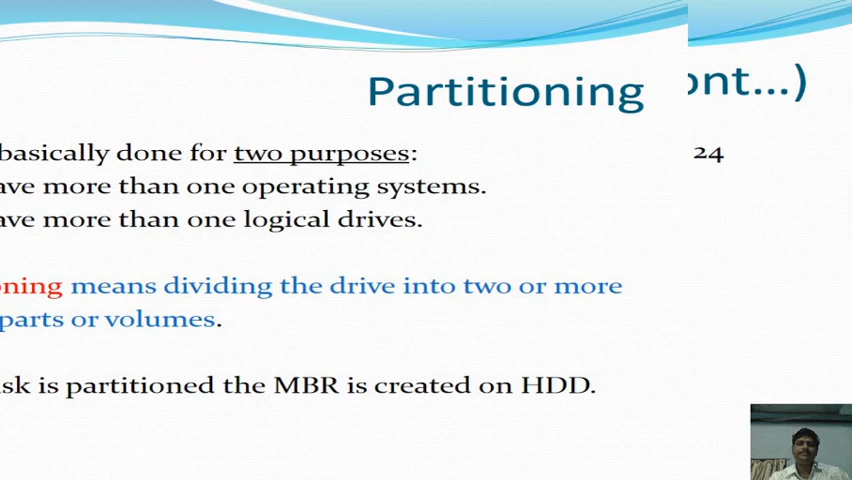 Partitioning
ont...)
basically done for two purposes:
24
ave more than one operating systems.
ave more than one logical drives.
oning means dividing the drive into two or more
parts or volumes.
isk is partitioned the MBR is created on HDD.